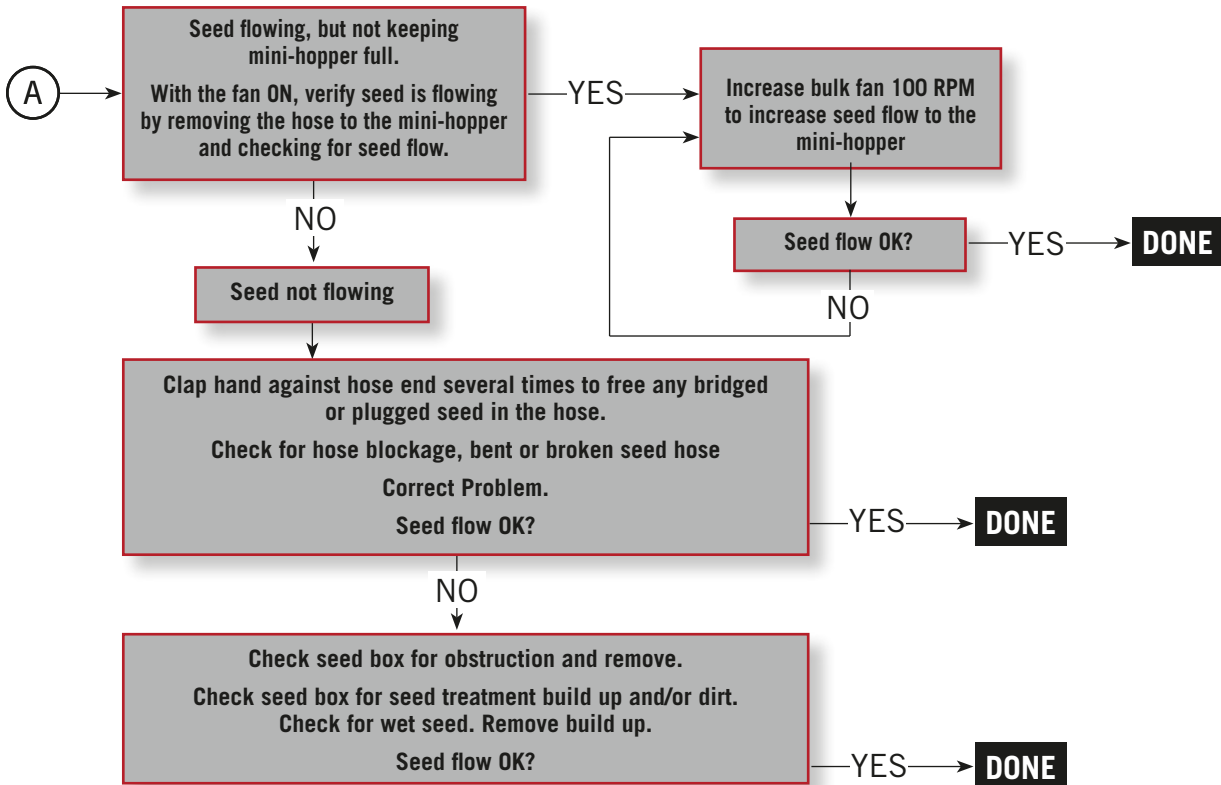 A
Seed flowing, but not keeping
mini-hopper full.
With the fan ON, verify seed is flowing
by removing the hose to the mini-hopper
and checking for seed flow.
YES
Increase bulk fan 100 RPM
to increase seed flow to the
mini-hopper
Seed flow OK?
YES
DONE
NO
NO
Seed not flowing
Clap hand against hose end several times to free any bridged
or plugged seed in the hose.
Check for hose blockage, bent or broken seed hose
Correct Problem.
Seed flow OK?
YES
DONE
NO
Check seed box for obstruction and remove.
Check seed box for seed treatment build up and/or dirt.
Check for wet seed. Remove build up.
Seed flow OK?
YES
DONE